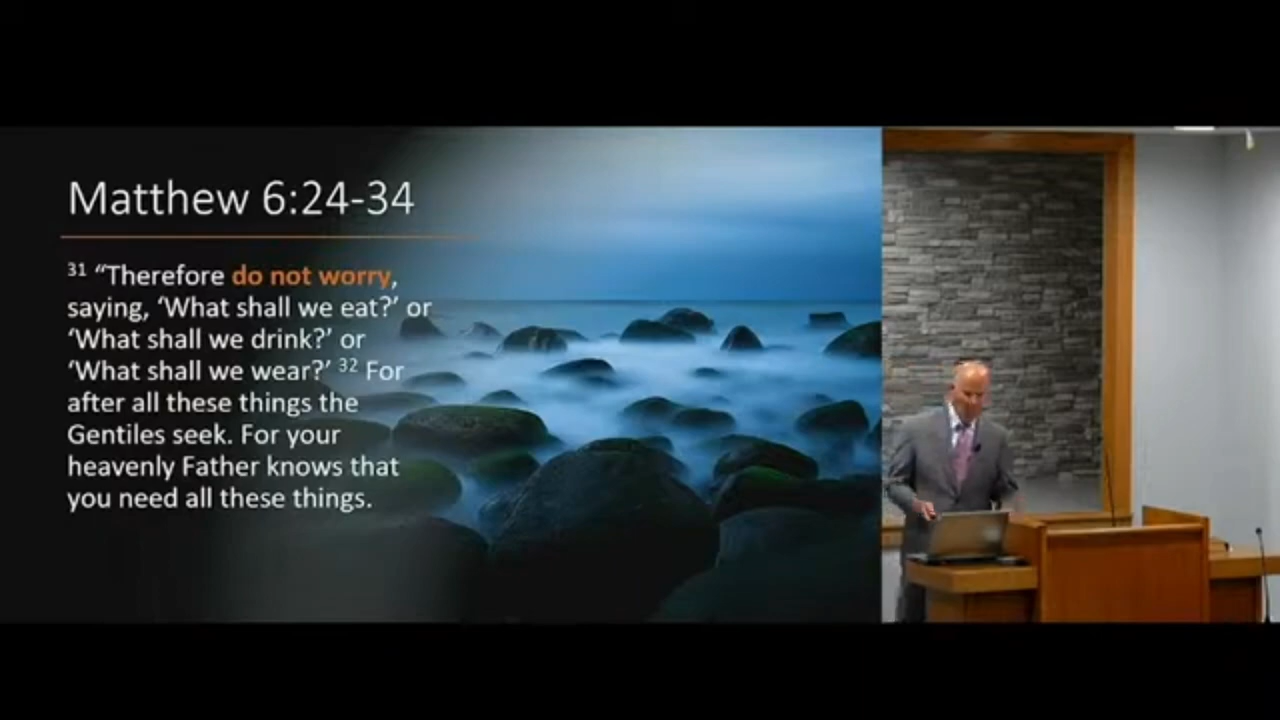 Matthew 6:24-34
31 “Therefore do not worry,
saying, ‘What shall we eat?’ or
‘What shall we drink?’ or
‘What shall we wear?’ 32 For
after all these things the
Gentiles seek. For your
heavenly Father knows that
you need all these things.